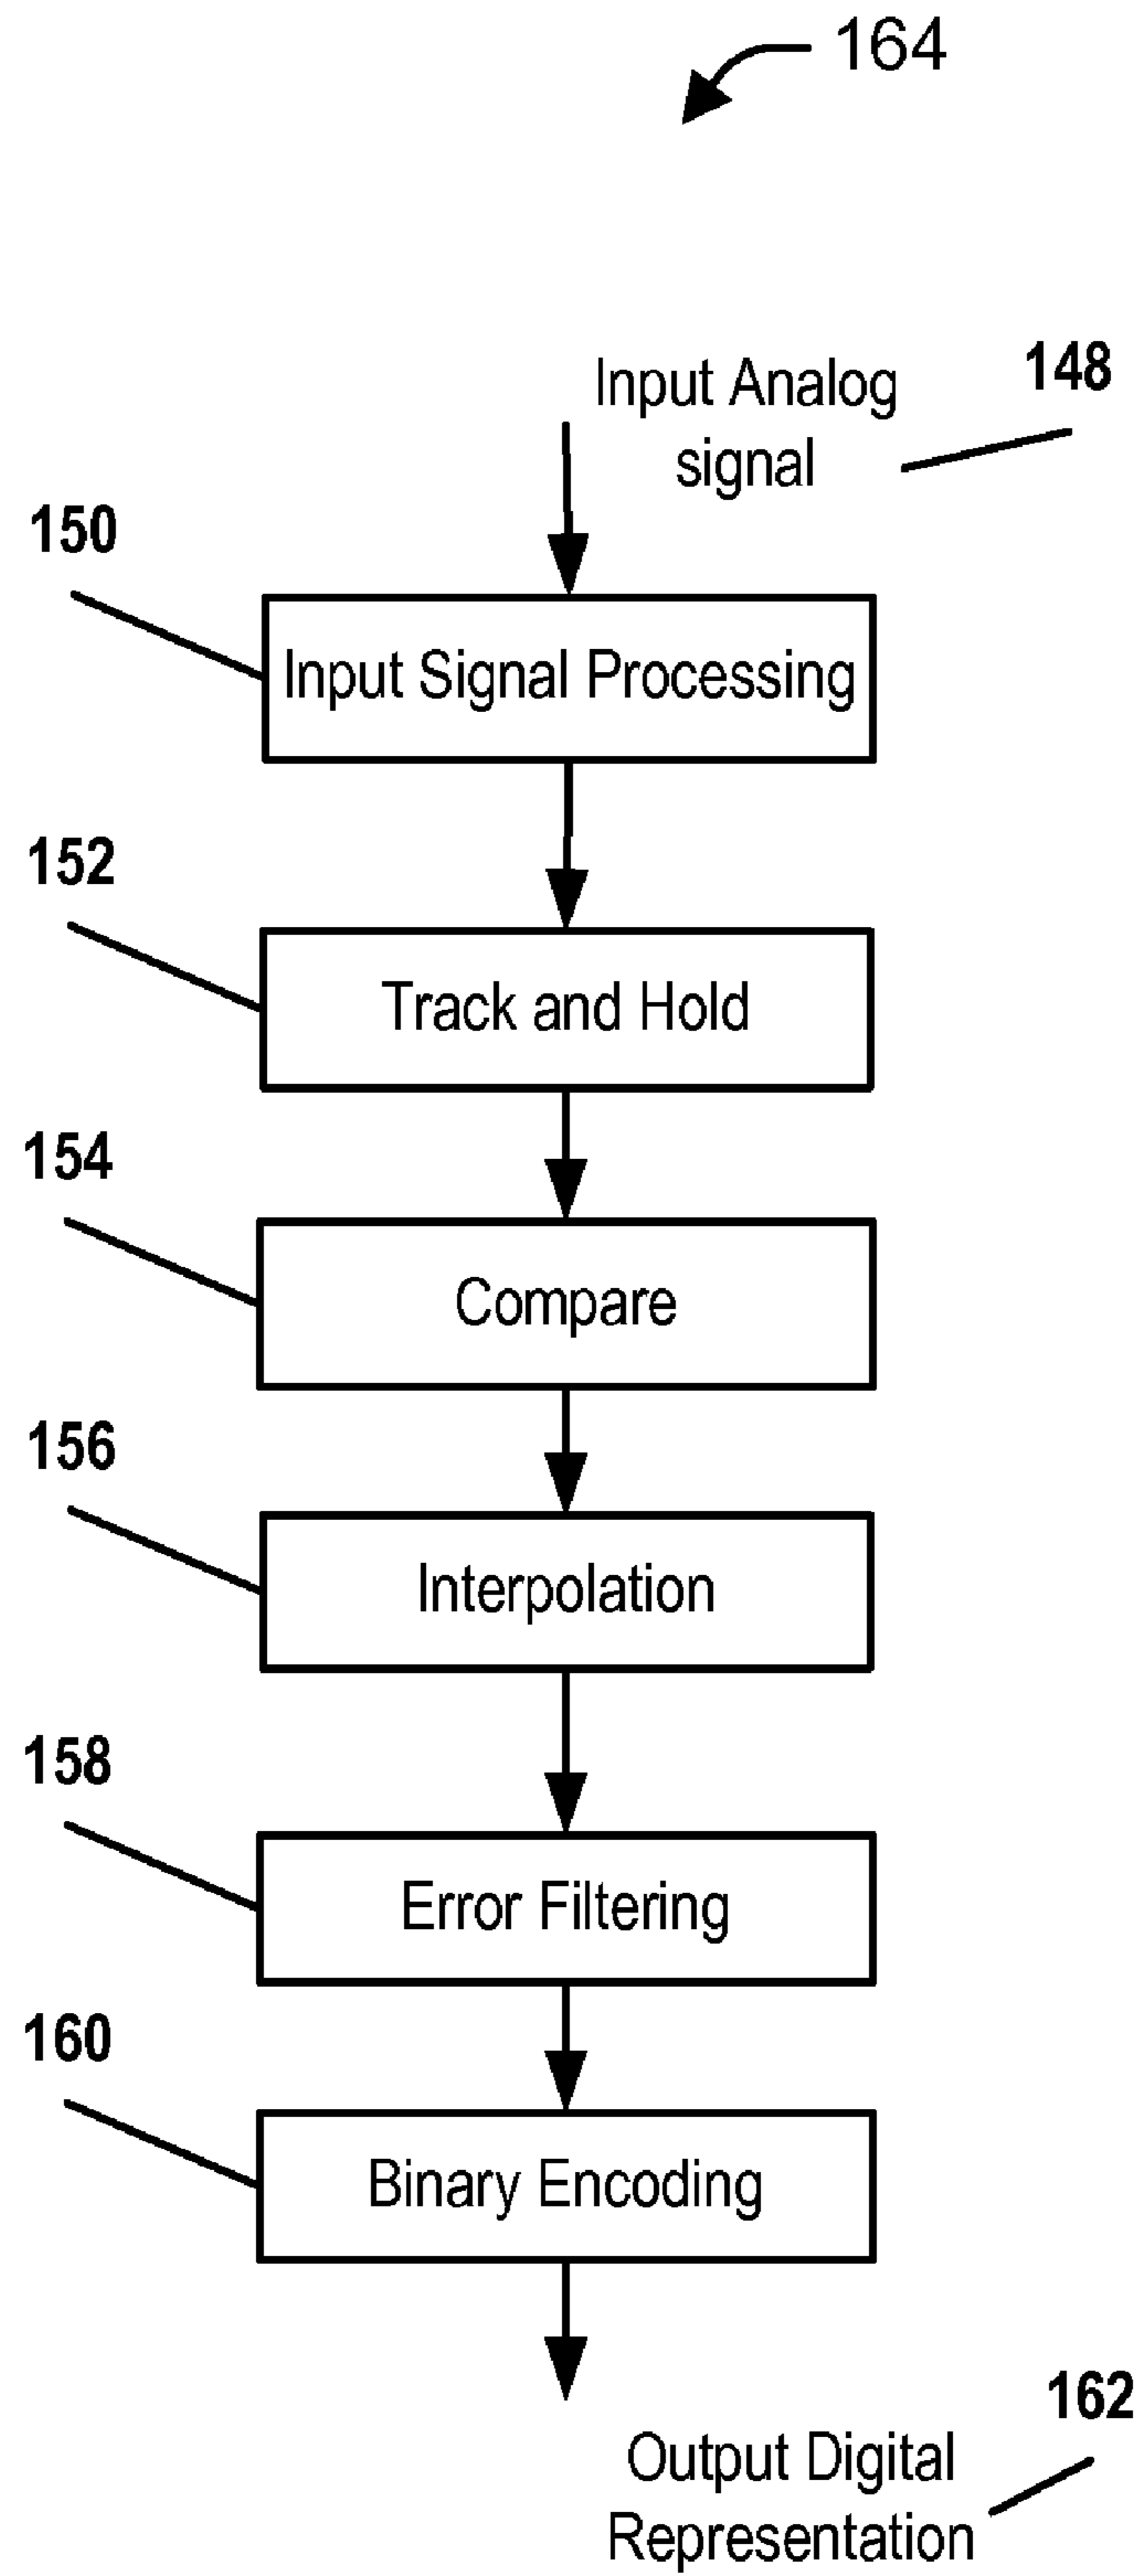 164
Input Analog
signal
148
150
Input Signal Processing
152
Track and Hold
154
Compare
156
Interpolation
158
Error Filtering
160
Binary Encoding
162
Output Digital
Representation